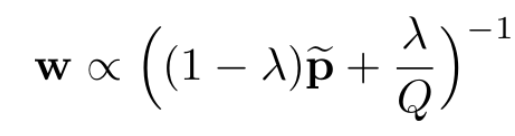 w ∝ ((1 − λ)p̃ + λ/Q)⁻¹